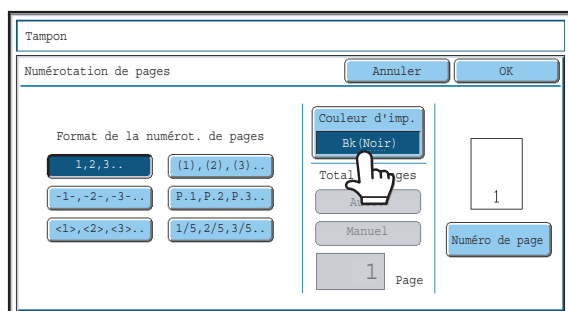 Tampon
Numérotation de pages
Annuler
OK
Format de la numérot. de pages
1,2,3..
(1),(2),(3)..
-1-,-2-,-3-..
P.1,P.2,P.3..
<1>,<2>,<3>..
1/5,2/5,3/5..
Couleur d'imp.
Bk(Noir)
Total
ges
Manuel
1 Page
1
Numéro de page